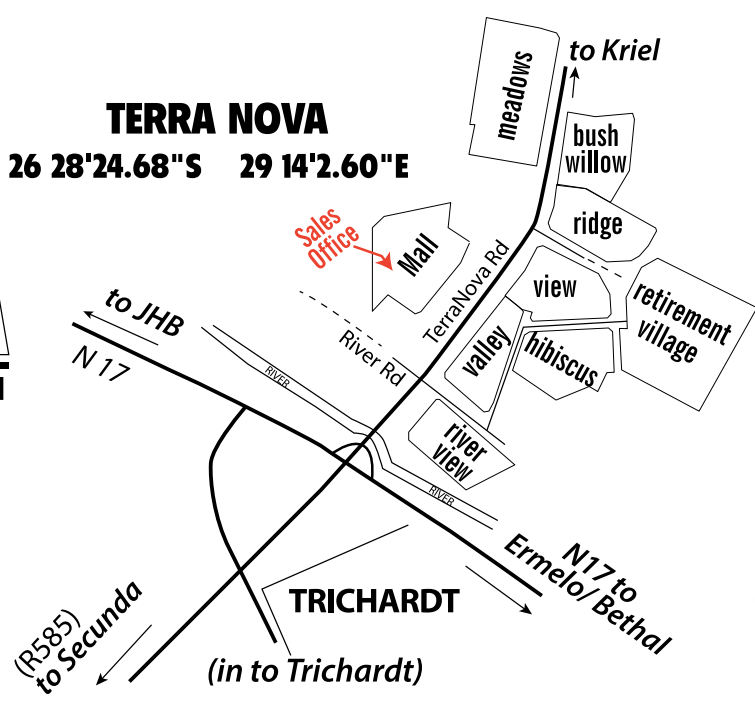 TERRA NOVA
26 28'24.68"S 29 14'2.60"E
to Kriel
meadows
bush
willow
ridge
Sales
Office
Mall
TerraNova Rd
view
retirement
village
valley
hibiscus
to JHB
N 17
RIVER
River Rd
river
view
RIVER
N17 to
Ermelo/Bethal
TRICHARDT
(R585)
to Secunda
(in to Trichardt)